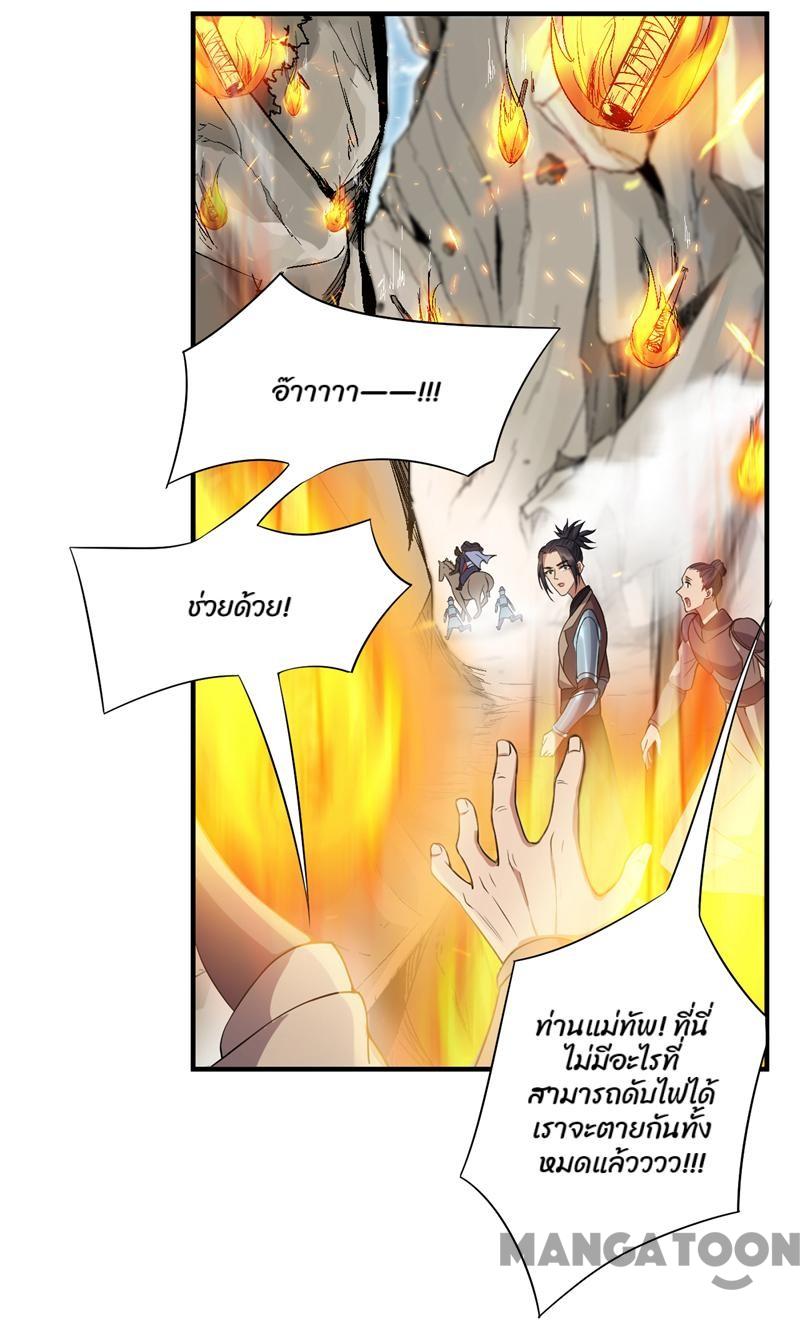 อ๊าาาาา——!!!
ช่วยด้วย!
ท่านแม่ทัพ! ที่นี่
ไม่มีอะไรที่
สามารถดับไฟได้
เราจะตายกันทั้ง
หมดแล้วววว!!!
MANGATOON